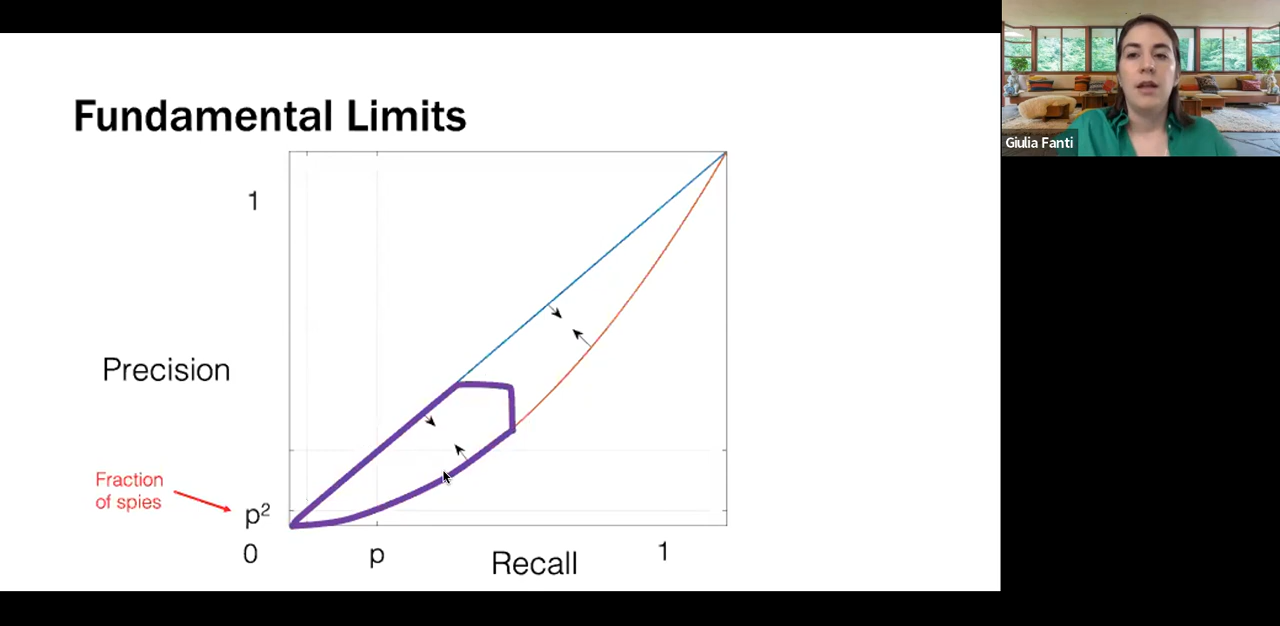 Fundamental Limits
1
Precision
Fraction
of spies
p²
0
p
Recall
1
Giulia Fanti